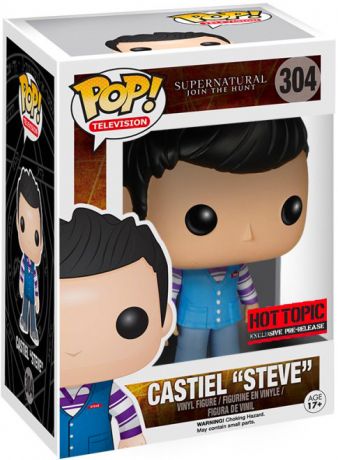 POP!
TELEVISION
SUPERNATURAL
JOIN THE HUNT
304
HOT TOPIC
EXCLUSIVE PRE-RELEASE
CASTIEL "STEVE"
VINYL FIGURE / FIGURINE EN VINYLE /
FIGURA DE VINIL
WARNING: CHOKING HAZARD.
May contain small parts.
AGE
17+
POP!
TELEVISION
CASTIEL "STEVE"